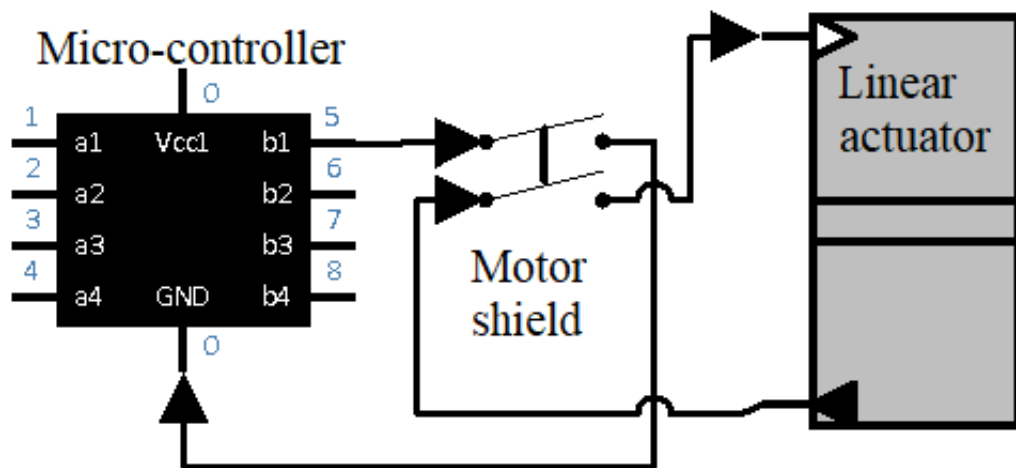 Micro-controller
0
1 a1 Vcc1 b1 5
2 a2 b2 6
3 a3 b3 7
4 a4 GND b4 8
0
Motor
shield
Linear
actuator